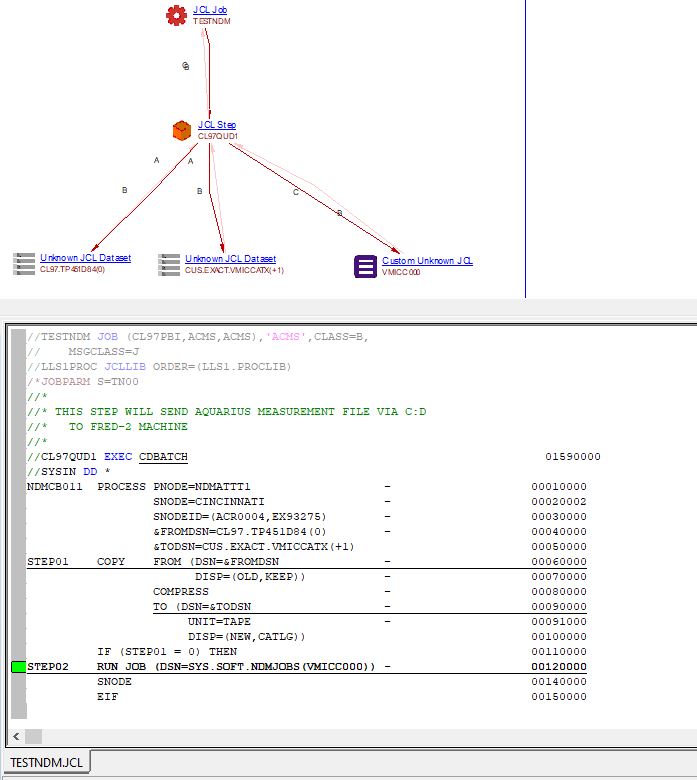 JCL Job
TESTNDM
B
JCL Step
CL97QUD1
A
A
B
B
C
B
Unknown JCL Dataset
CL97.TP451D84(0)
Unknown JCL Dataset
CUS.EXACT.VMICCATX(+1)
Custom Unknown JCL
VMICC000
//TESTNDM JOB (CL97PBI,ACMS,ACMS),'ACMS',CLASS=B,
// MSGCLASS=J
//LLS1PROC JCLLIB ORDER=(LLS1.PROCLIB)
/*JOBPARM S=TN00
//*
//* THIS STEP WILL SEND AQUARIUS MEASUREMENT FILE VIA C:D
//* TO FRED-2 MACHINE
//*
//CL97QUD1 EXEC CDBATCH 01590000
//SYSIN DD *
NDMCB011 PROCESS PNODE=NDMATTT1 - 00010000
SNODE=CINCINNATI - 00020002
SNODEID=(ACR0004,EX93275) - 00030000
&FROMDSN=CL97.TP451D84(0) - 00040000
&TODSN=CUS.EXACT.VMICCATX(+1) 00050000
STEP01 COPY FROM (DSN=&FROMDSN - 00060000
DISP=(OLD,KEEP)) - 00070000
COMPRESS - 00080000
TO (DSN=&TODSN - 00090000
UNIT=TAPE - 00091000
DISP=(NEW,CATLG)) 00100000
IF (STEP01 = 0) THEN 00110000
STEP02 RUN JOB (DSN=SYS.SOFT.NDMJOBS(VMICC000)) - 00120000
SNODE 00140000
EIF 00150000
TESTNDM.JCL